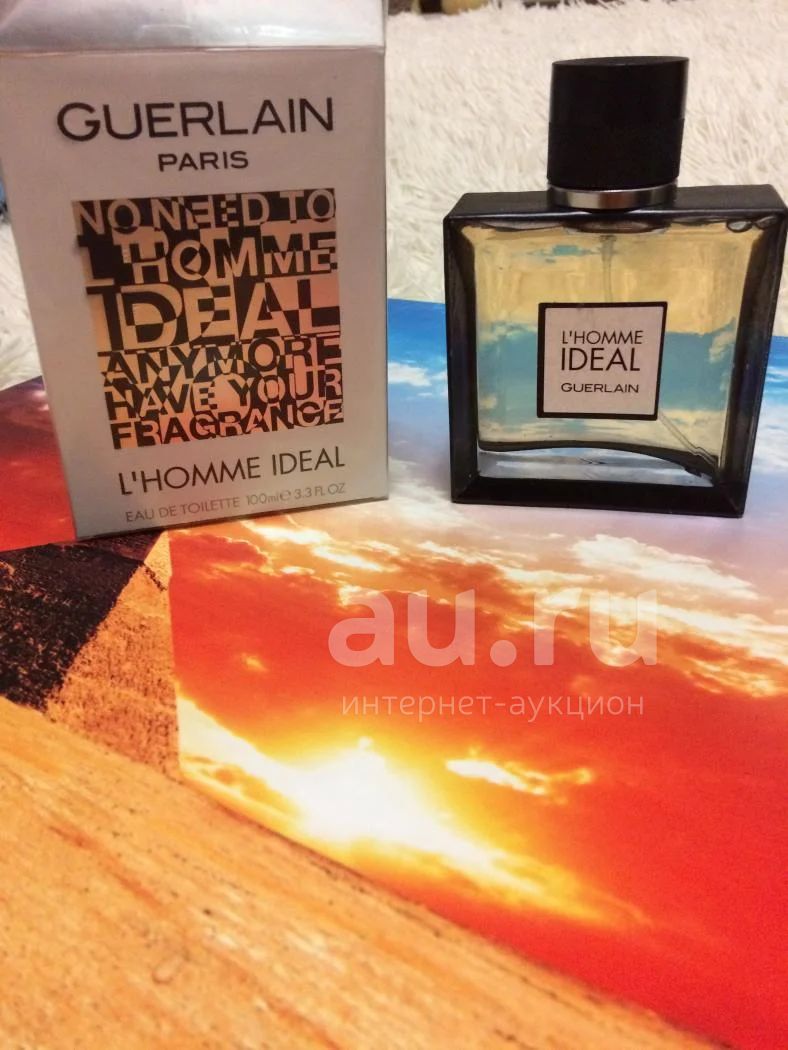 GUERLAIN
PARIS
NO NEED TO
L'HOMME
IDEAL
ANYMORE
HAVE YOUR
FRAGRANCE
L'HOMME IDEAL
EAU DE TOILETTE 100ml e 3.3 FL OZ
L'HOMME
IDEAL
GUERLAIN
au.ru
интернет-аукцион